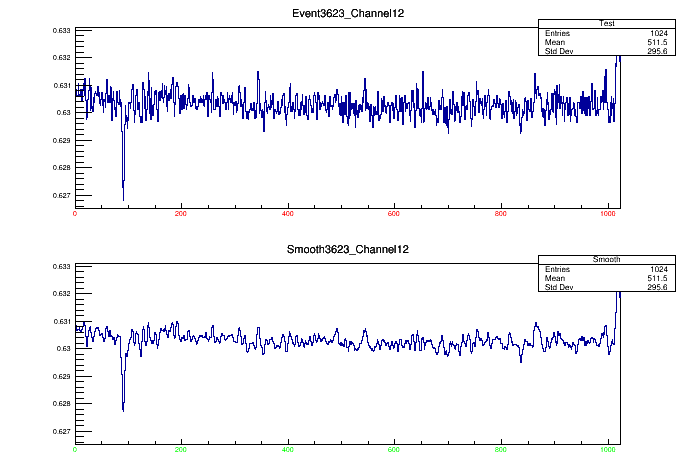 Event3623_Channel12
Test
Entries 1024
Mean 511.5
Std Dev 295.6
0.633
0.632
0.631
0.63
0.629
0.628
0.627
0 200 400 600 800 1000
Smooth3623_Channel12
Smooth
Entries 1024
Mean 511.5
Std Dev 295.6
0.633
0.632
0.631
0.63
0.629
0.628
0.627
0 200 400 600 800 1000